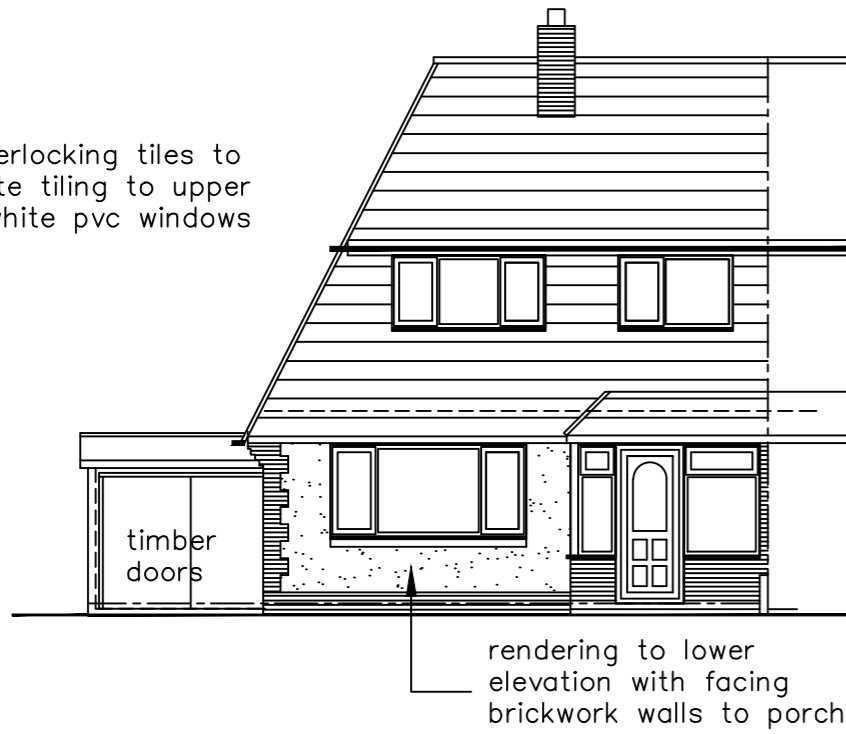 erlocking tiles to
te tiling to upper
white pvc windows
timber
doors
rendering to lower
elevation with facing
brickwork walls to porch